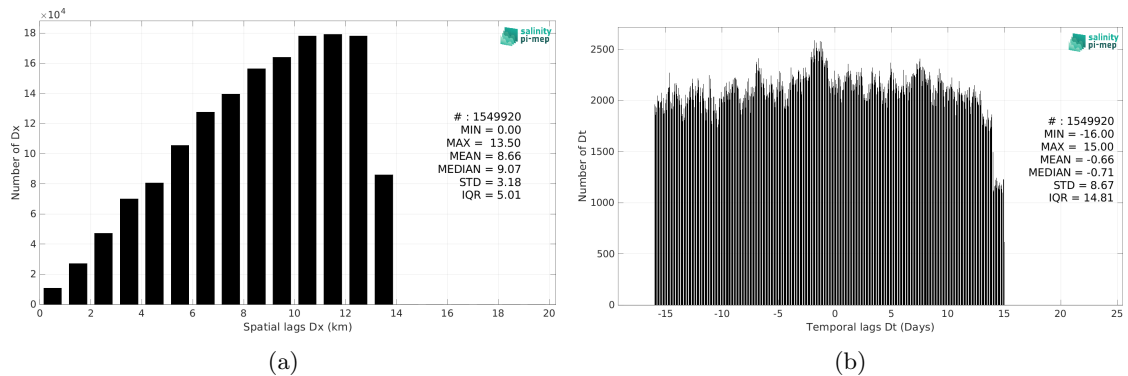 ×10⁴
18
16
14
12
10
8
6
4
2
0
Number of Dx
0 2 4 6 8 10 12 14 16 18 20
Spatial lags Dx (km)
salinity
pi-mep
# : 1549920
MIN = 0.00
MAX = 13.50
MEAN = 8.66
MEDIAN = 9.07
STD = 3.18
IQR = 5.01
(a)
2500
2000
1500
1000
500
0
Number of Dt
-15 -10 -5 0 5 10 15 20 25
Temporal lags Dt (Days)
salinity
pi-mep
# : 1549920
MIN = -16.00
MAX = 15.00
MEAN = -0.66
MEDIAN = -0.71
STD = 8.67
IQR = 14.81
(b)